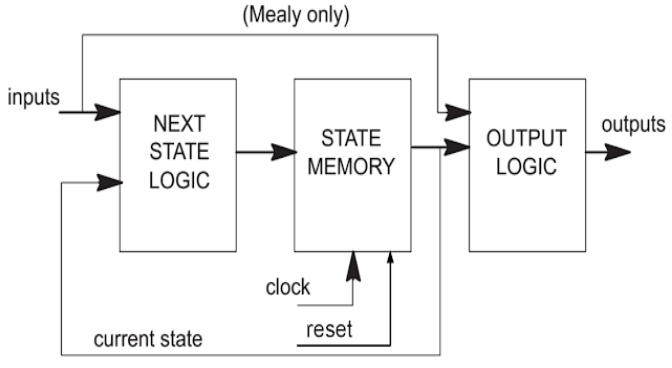 (Mealy only)
inputs
NEXT
STATE
LOGIC
STATE
MEMORY
OUTPUT
LOGIC
outputs
clock
reset
current state